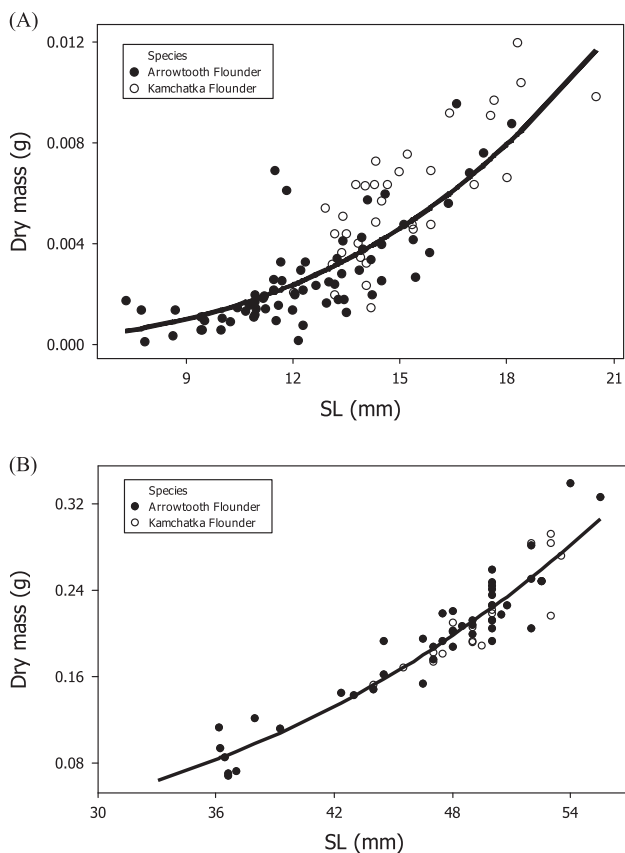 (A)
0.012
Species
Arrowtooth Flounder
Kamchatka Flounder
0.008
Dry mass (g)
0.004
0.000
9 12 15 18 21
SL (mm)
(B)
Species
Arrowtooth Flounder
Kamchatka Flounder
0.32
0.24
Dry mass (g)
0.16
0.08
30 36 42 48 54
SL (mm)